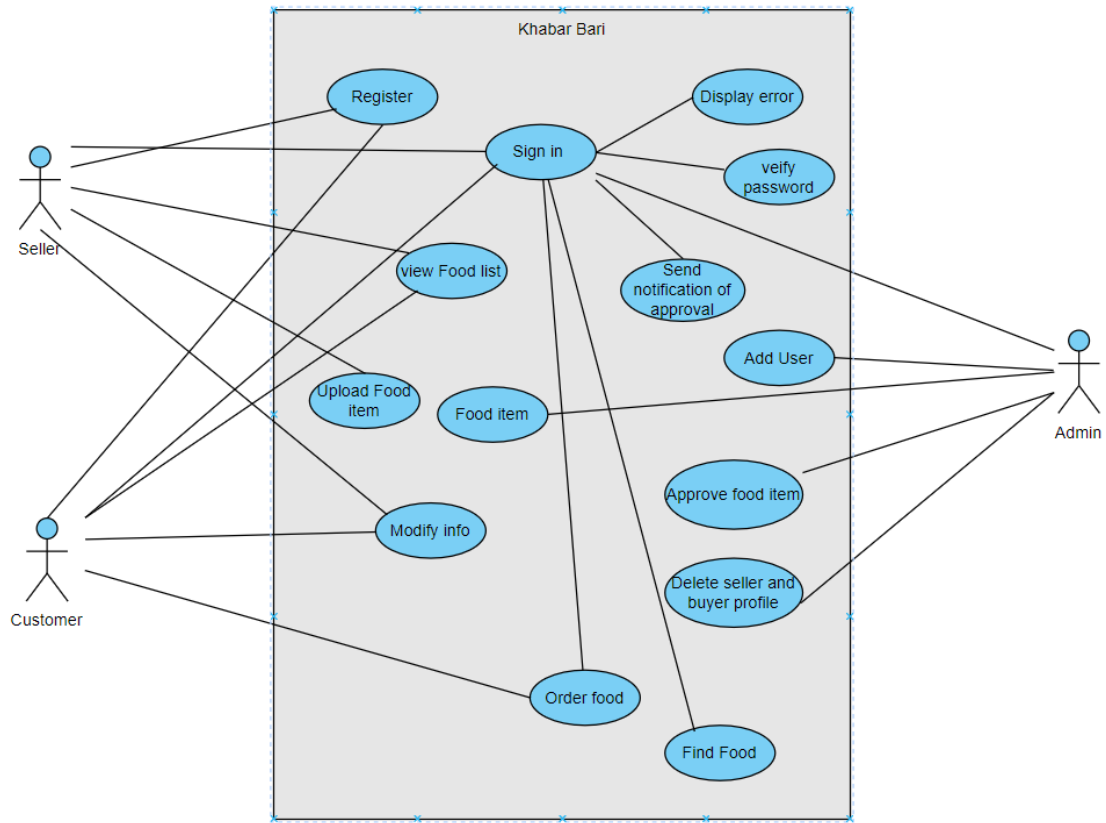 Khabar Bari
Register
Display error
Sign in
veify
password
Seller
view Food list
Send
notification of
approval
Add User
Upload Food
item
Food item
Admin
Approve food item
Modify info
Delete seller and
buyer profile
Customer
Order food
Find Food